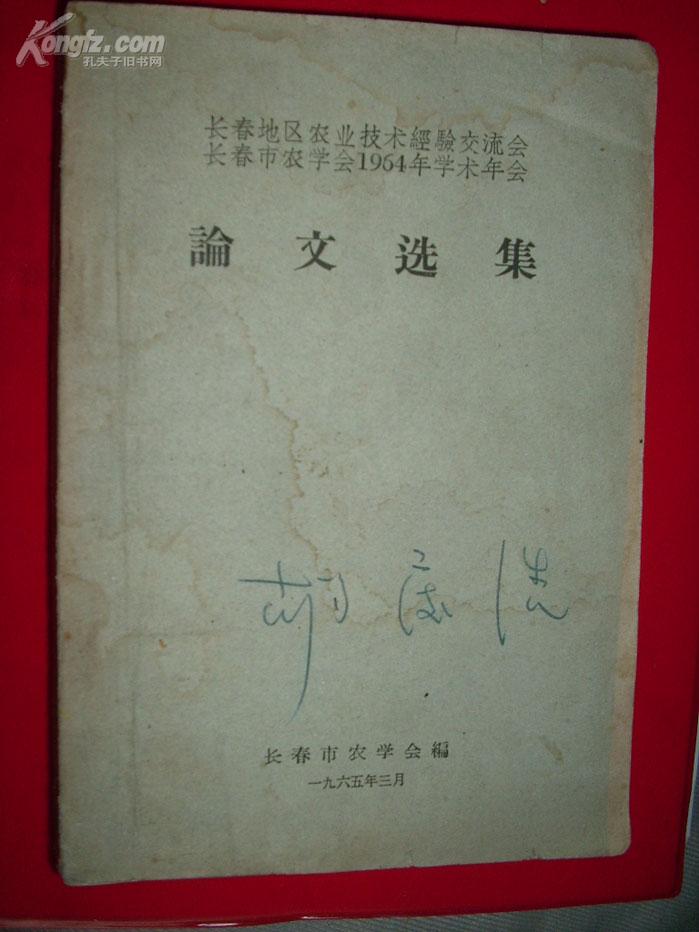 Kongfz.com
孔夫子旧书网
长春地区农业技术經驗交流会
长春市农学会1964年学术年会
論文选集
长春市农学会編
一九六五年三月